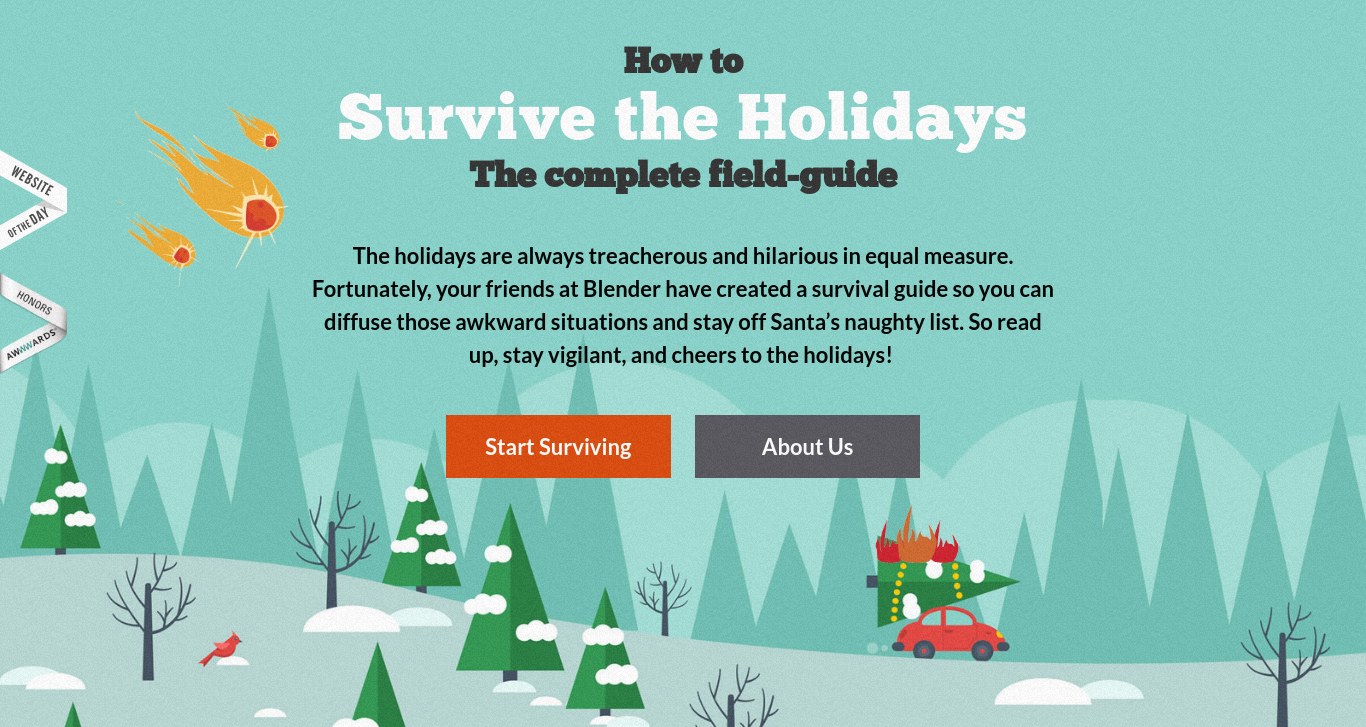 How to
Survive the Holidays
The complete field-guide
WEBSITE
OF THE DAY
HONORS
AWWWARDS
The holidays are always treacherous and hilarious in equal measure.
Fortunately, your friends at Blender have created a survival guide so you can
diffuse those awkward situations and stay off Santa’s naughty list. So read
up, stay vigilant, and cheers to the holidays!
Start Surviving
About Us